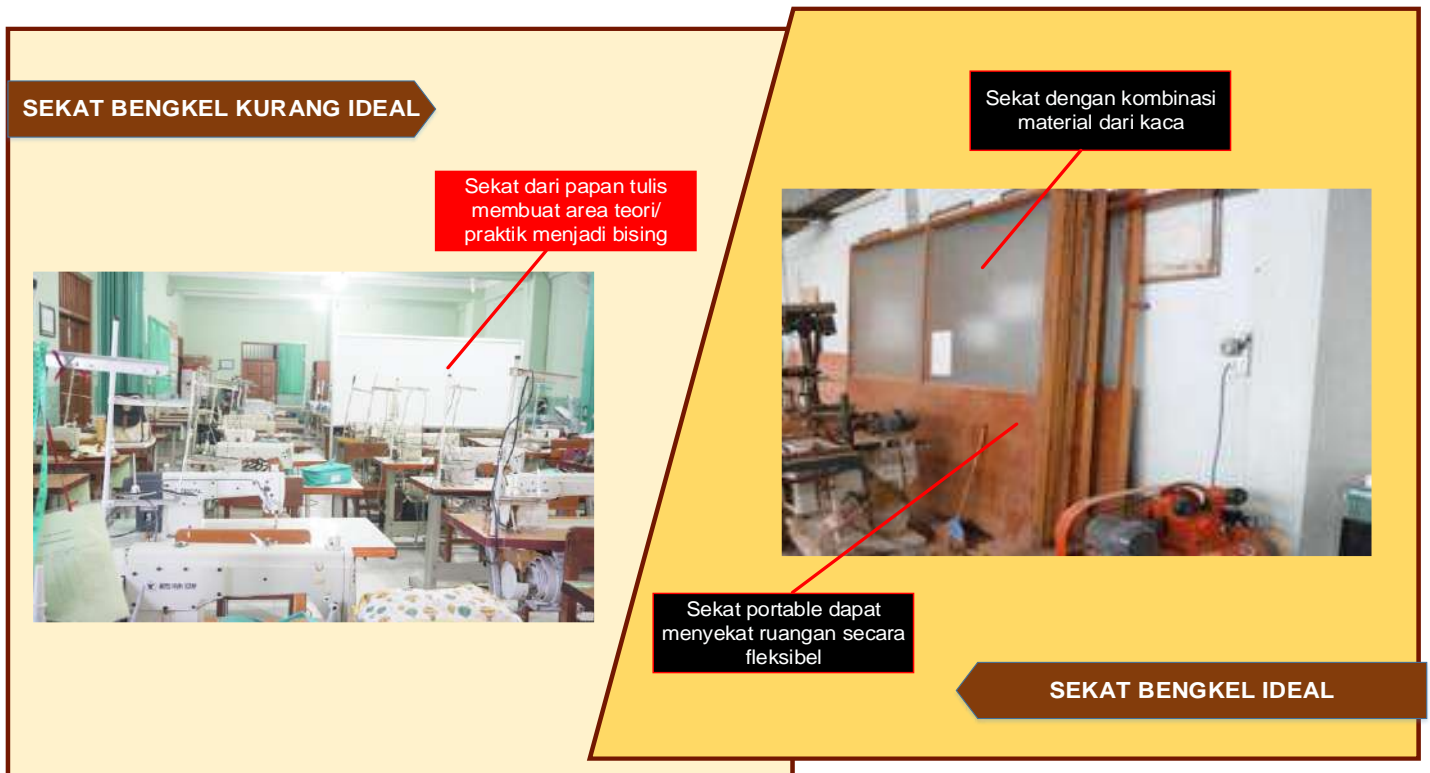 SEKAT BENGKEL KURANG IDEAL
Sekat dari papan tulis
membuat area teori/
praktik menjadi bising
Sekat dengan kombinasi
material dari kaca
Sekat portable dapat
menyekat ruangan secara
fleksibel
SEKAT BENGKEL IDEAL